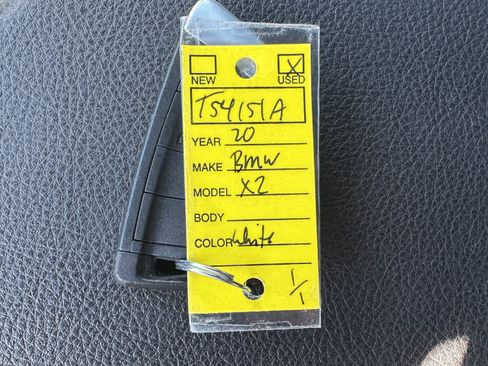 NEW X USED
T54151A
YEAR 20
MAKE BMW
MODEL X2
BODY
COLOR White
1/1